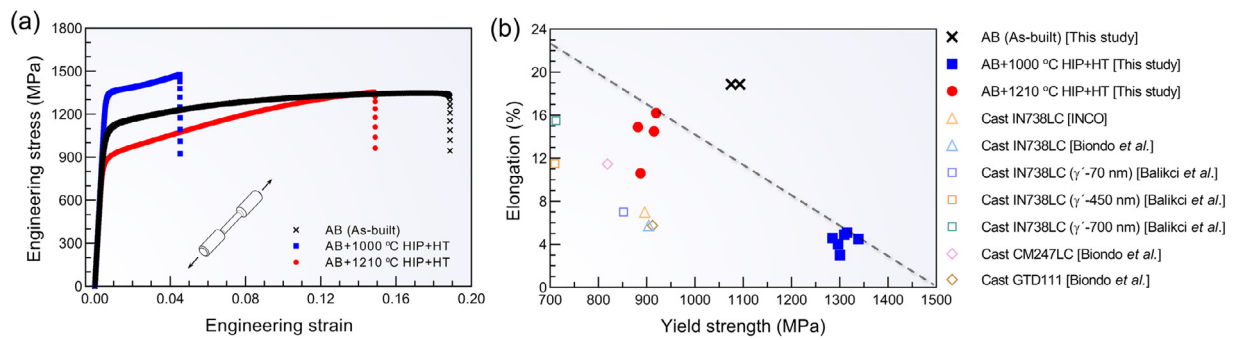 (a)
1800
1500
1200
900
600
300
0
Engineering stress (MPa)
0.00
0.04
0.08
0.12
0.16
0.20
Engineering strain
AB (As-built)
AB+1000 ºC HIP+HT
AB+1210 ºC HIP+HT
(b)
24
20
16
12
8
4
0
Elongation (%)
700
800
900
1000
1100
1200
1300
1400
1500
Yield strength (MPa)
AB (As-built) [This study]
AB+1000 ºC HIP+HT [This study]
AB+1210 ºC HIP+HT [This study]
Cast IN738LC [INCO]
Cast IN738LC [Biondo et al.]
Cast IN738LC (γ´-70 nm) [Balikci et al.]
Cast IN738LC (γ´-450 nm) [Balikci et al.]
Cast IN738LC (γ´-700 nm) [Balikci et al.]
Cast CM247LC [Biondo et al.]
Cast GTD111 [Biondo et al.]